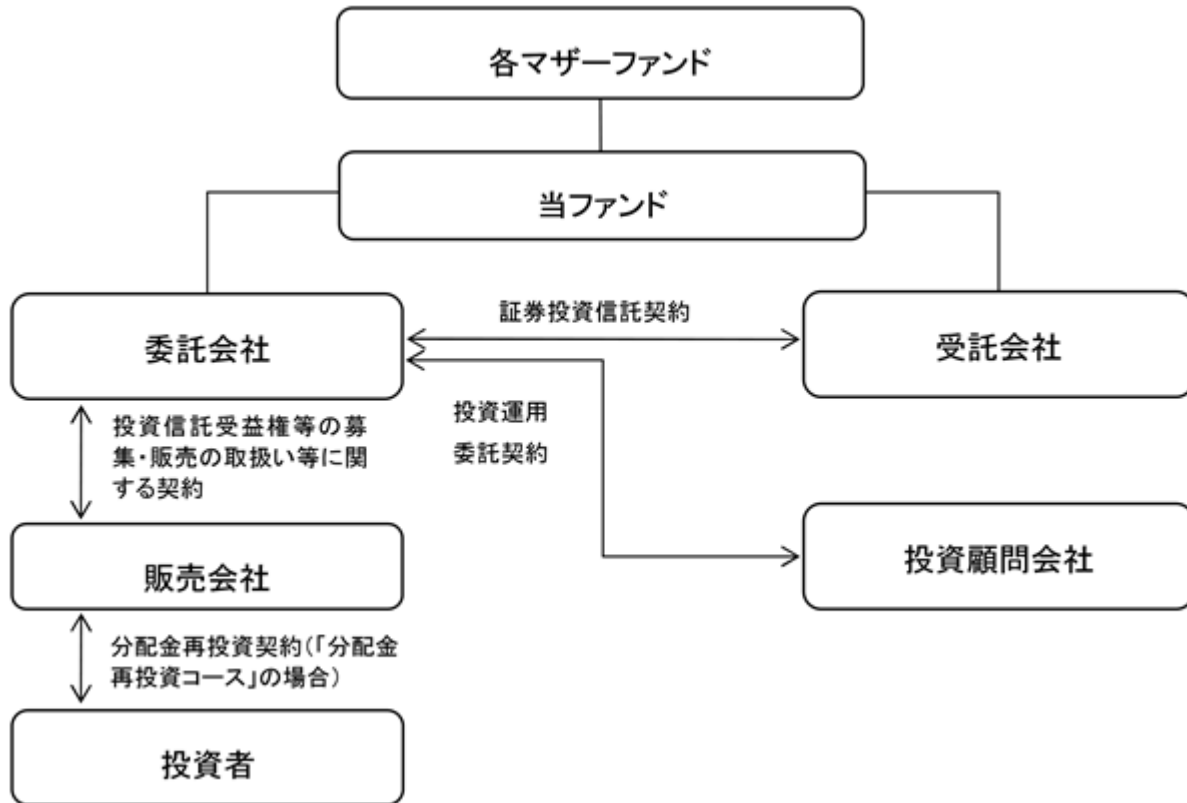 各マザーファンド
当ファンド
証券投資信託契約
委託会社
受託会社
投資信託受益権等の募
集・販売の取扱い等に関
する契約
投資運用
委託契約
販売会社
投資顧問会社
分配金再投資契約(「分配金
再投資コース」の場合)
投資者